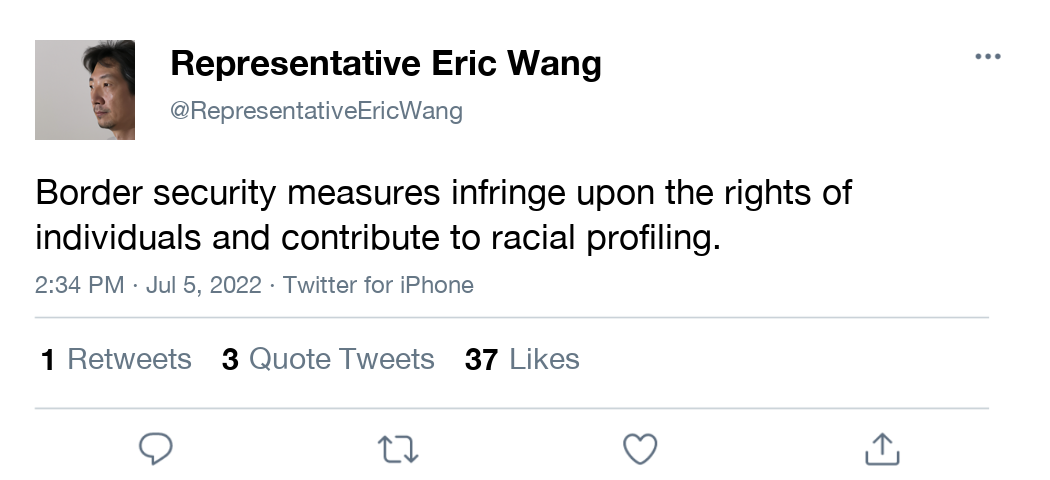 Representative Eric Wang
@RepresentativeEricWang
Border security measures infringe upon the rights of
individuals and contribute to racial profiling.
2:34 PM · Jul 5, 2022 · Twitter for iPhone
1 Retweets 3 Quote Tweets 37 Likes